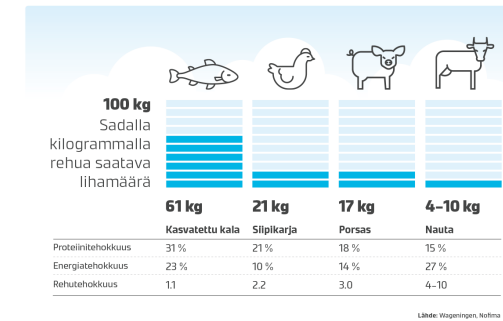 100 kg
Sadalla
kilogrammalla
rehua saatava
lihamäärä
61 kg 21 kg 17 kg 4–10 kg
Kasvatettu kala Siipikarja Porsas Nauta
Proteiinitehokkuus 31 % 21 % 18 % 15 %
Energiatehokkuus 23 % 10 % 14 % 27 %
Rehutehokkuus 1.1 2.2 3.0 4–10
Lähde: Wageningen, Nofima